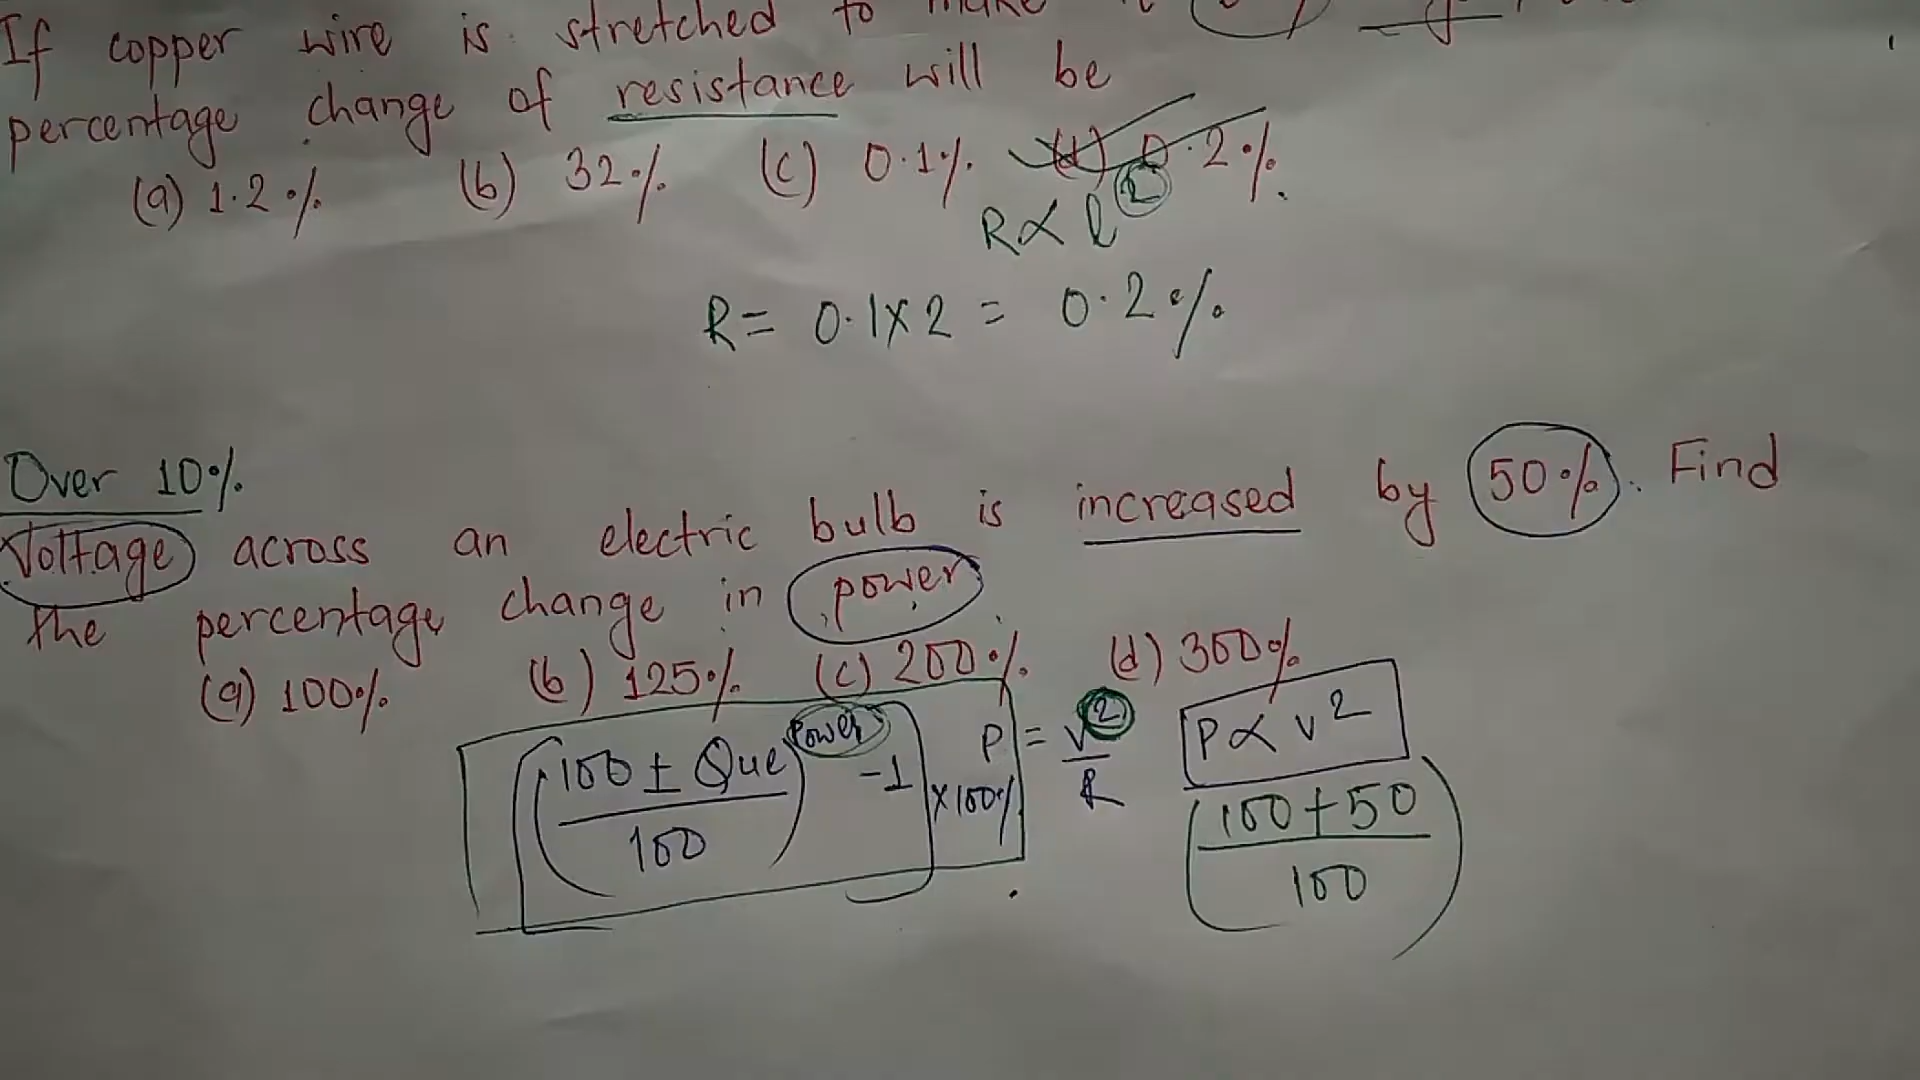 If copper wire is stretched to make it
percentage change of resistance will be
(a) 1.2% (b) 32% (c) 0.1% (d) 0.2%.
R ∝ l²
R = 0.1×2 = 0.2%
Over 10%
Voltage across an electric bulb is increased by 50%. Find
the percentage change in power
(a) 100% (b) 125% (c) 200% (d) 300%
[(100 ± Que / 100)^Power -1] ×100%
P = V²/R
P ∝ V²
(100+50 / 100)